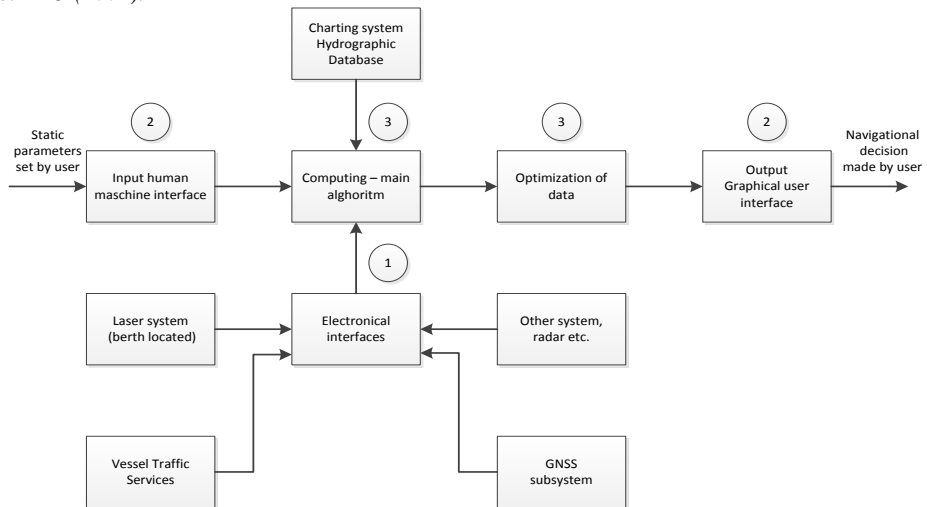 Charting system
Hydrographic
Database
2
3
3
2
Static
parameters
set by user
Navigational
decision
made by user
Input human
maschine interface
Computing – main
alghoritm
Optimization of
data
Output
Graphical user
interface
1
Laser system
(berth located)
Electronical
interfaces
Other system,
radar etc.
Vessel Traffic
Services
GNSS
subsystem